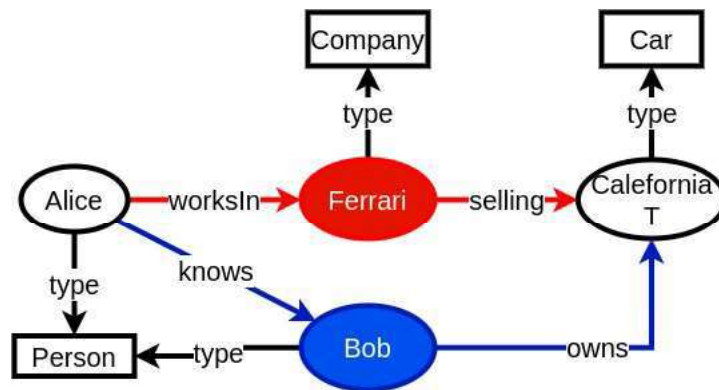 Company
Car
type
type
Alice
worksIn
Ferrari
selling
Calefornia
T
knows
type
Person
type
Bob
owns